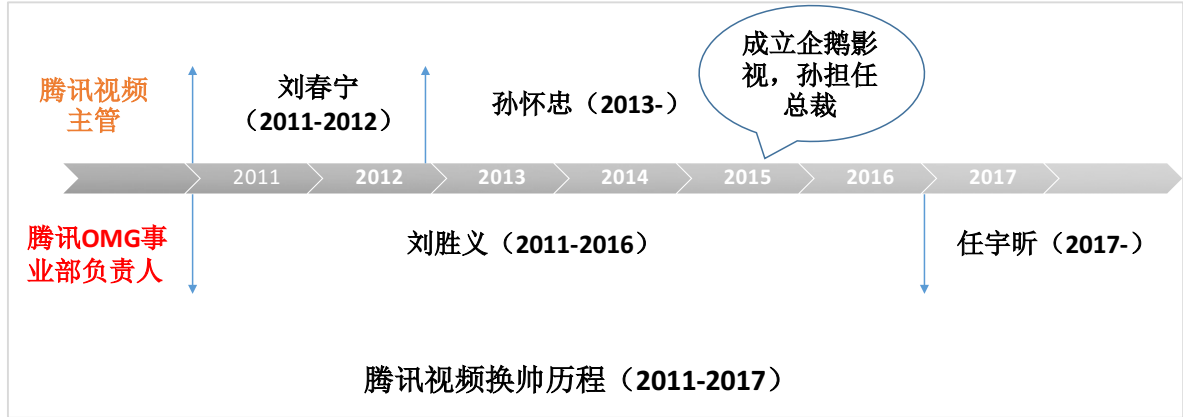 成立企鹅影
视，孙担任
总裁
腾讯视频
主管
刘春宁
（2011-2012）
孙怀忠（2013-）
2011
2012
2013
2014
2015
2016
2017
腾讯OMG事
业部负责人
刘胜义（2011-2016）
任宇昕（2017-）
腾讯视频换帅历程（2011-2017）